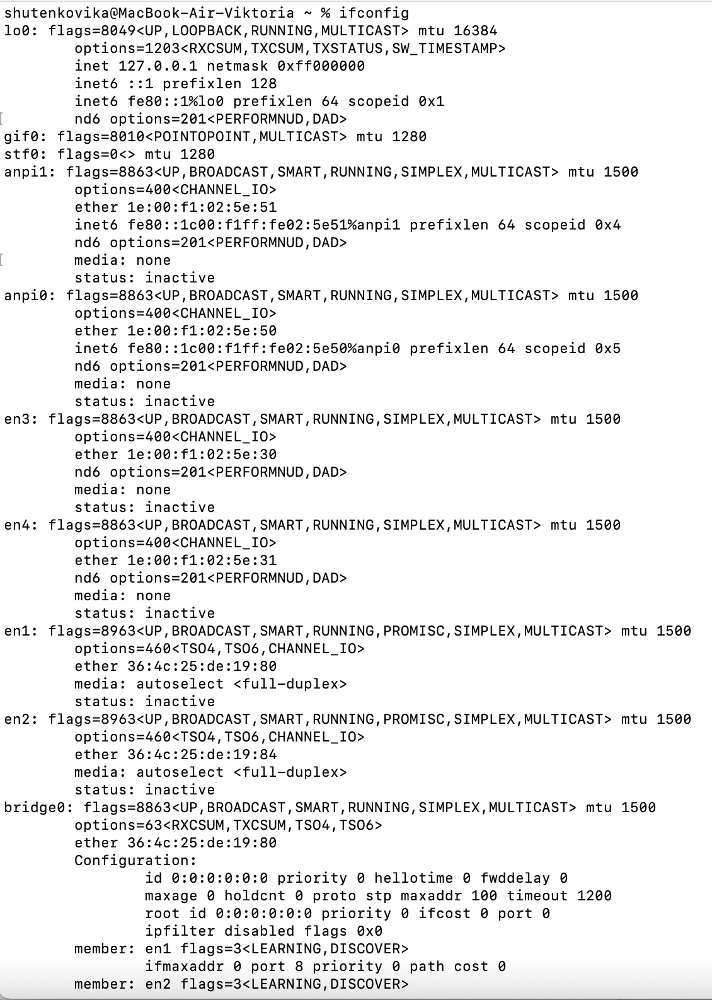 shutenkovika@MacBook-Air-Viktoria ~ % ifconfig
lo0: flags=8049<UP,LOOPBACK,RUNNING,MULTICAST> mtu 16384
options=1203<RXCSUM,TXCSUM,TXSTATUS,SW_TIMESTAMP>
inet 127.0.0.1 netmask 0xff000000
inet6 ::1 prefixlen 128
inet6 fe80::1%lo0 prefixlen 64 scopeid 0x1
nd6 options=201<PERFORMNUD,DAD>
gif0: flags=8010<POINTOPOINT,MULTICAST> mtu 1280
stf0: flags=0<> mtu 1280
anpi1: flags=8863<UP,BROADCAST,SMART,RUNNING,SIMPLEX,MULTICAST> mtu 1500
options=400<CHANNEL_IO>
ether 1e:00:f1:02:5e:51
inet6 fe80::1c00:f1ff:fe02:5e51%anpi1 prefixlen 64 scopeid 0x4
nd6 options=201<PERFORMNUD,DAD>
media: none
status: inactive
anpi0: flags=8863<UP,BROADCAST,SMART,RUNNING,SIMPLEX,MULTICAST> mtu 1500
options=400<CHANNEL_IO>
ether 1e:00:f1:02:5e:50
inet6 fe80::1c00:f1ff:fe02:5e50%anpi0 prefixlen 64 scopeid 0x5
nd6 options=201<PERFORMNUD,DAD>
media: none
status: inactive
en3: flags=8863<UP,BROADCAST,SMART,RUNNING,SIMPLEX,MULTICAST> mtu 1500
options=400<CHANNEL_IO>
ether 1e:00:f1:02:5e:30
nd6 options=201<PERFORMNUD,DAD>
media: none
status: inactive
en4: flags=8863<UP,BROADCAST,SMART,RUNNING,SIMPLEX,MULTICAST> mtu 1500
options=400<CHANNEL_IO>
ether 1e:00:f1:02:5e:31
nd6 options=201<PERFORMNUD,DAD>
media: none
status: inactive
en1: flags=8963<UP,BROADCAST,SMART,RUNNING,PROMISC,SIMPLEX,MULTICAST> mtu 1500
options=460<TSO4,TSO6,CHANNEL_IO>
ether 36:4c:25:de:19:80
media: autoselect <full-duplex>
status: inactive
en2: flags=8963<UP,BROADCAST,SMART,RUNNING,PROMISC,SIMPLEX,MULTICAST> mtu 1500
options=460<TSO4,TSO6,CHANNEL_IO>
ether 36:4c:25:de:19:84
media: autoselect <full-duplex>
status: inactive
bridge0: flags=8863<UP,BROADCAST,SMART,RUNNING,SIMPLEX,MULTICAST> mtu 1500
options=63<RXCSUM,TXCSUM,TSO4,TSO6>
ether 36:4c:25:de:19:80
Configuration:
id 0:0:0:0:0:0 priority 0 hellotime 0 fwddelay 0
maxage 0 holdcnt 0 proto stp maxaddr 100 timeout 1200
root id 0:0:0:0:0:0 priority 0 ifcost 0 port 0
ipfilter disabled flags 0x0
member: en1 flags=3<LEARNING,DISCOVER>
ifmaxaddr 0 port 8 priority 0 path cost 0
member: en2 flags=3<LEARNING,DISCOVER>